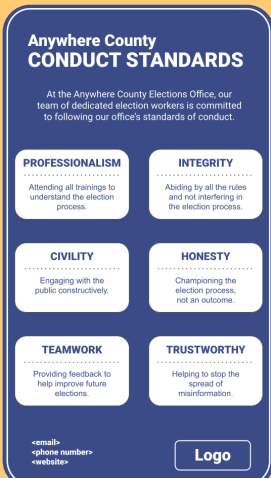 Anywhere County
CONDUCT STANDARDS
At the Anywhere County Elections Office, our
team of dedicated election workers is committed
to following our office's standards of conduct.
PROFESSIONALISM
Attending all trainings to
understand the election
process.
INTEGRITY
Abiding by all the rules
and not interfering in
the election process.
CIVILITY
Engaging with the
public constructively.
HONESTY
Championing the
election process,
not an outcome.
TEAMWORK
Providing feedback to
help improve future
elections.
TRUSTWORTHY
Helping to stop the
spread of
misinformation.
<email>
<phone number>
<website>
Logo